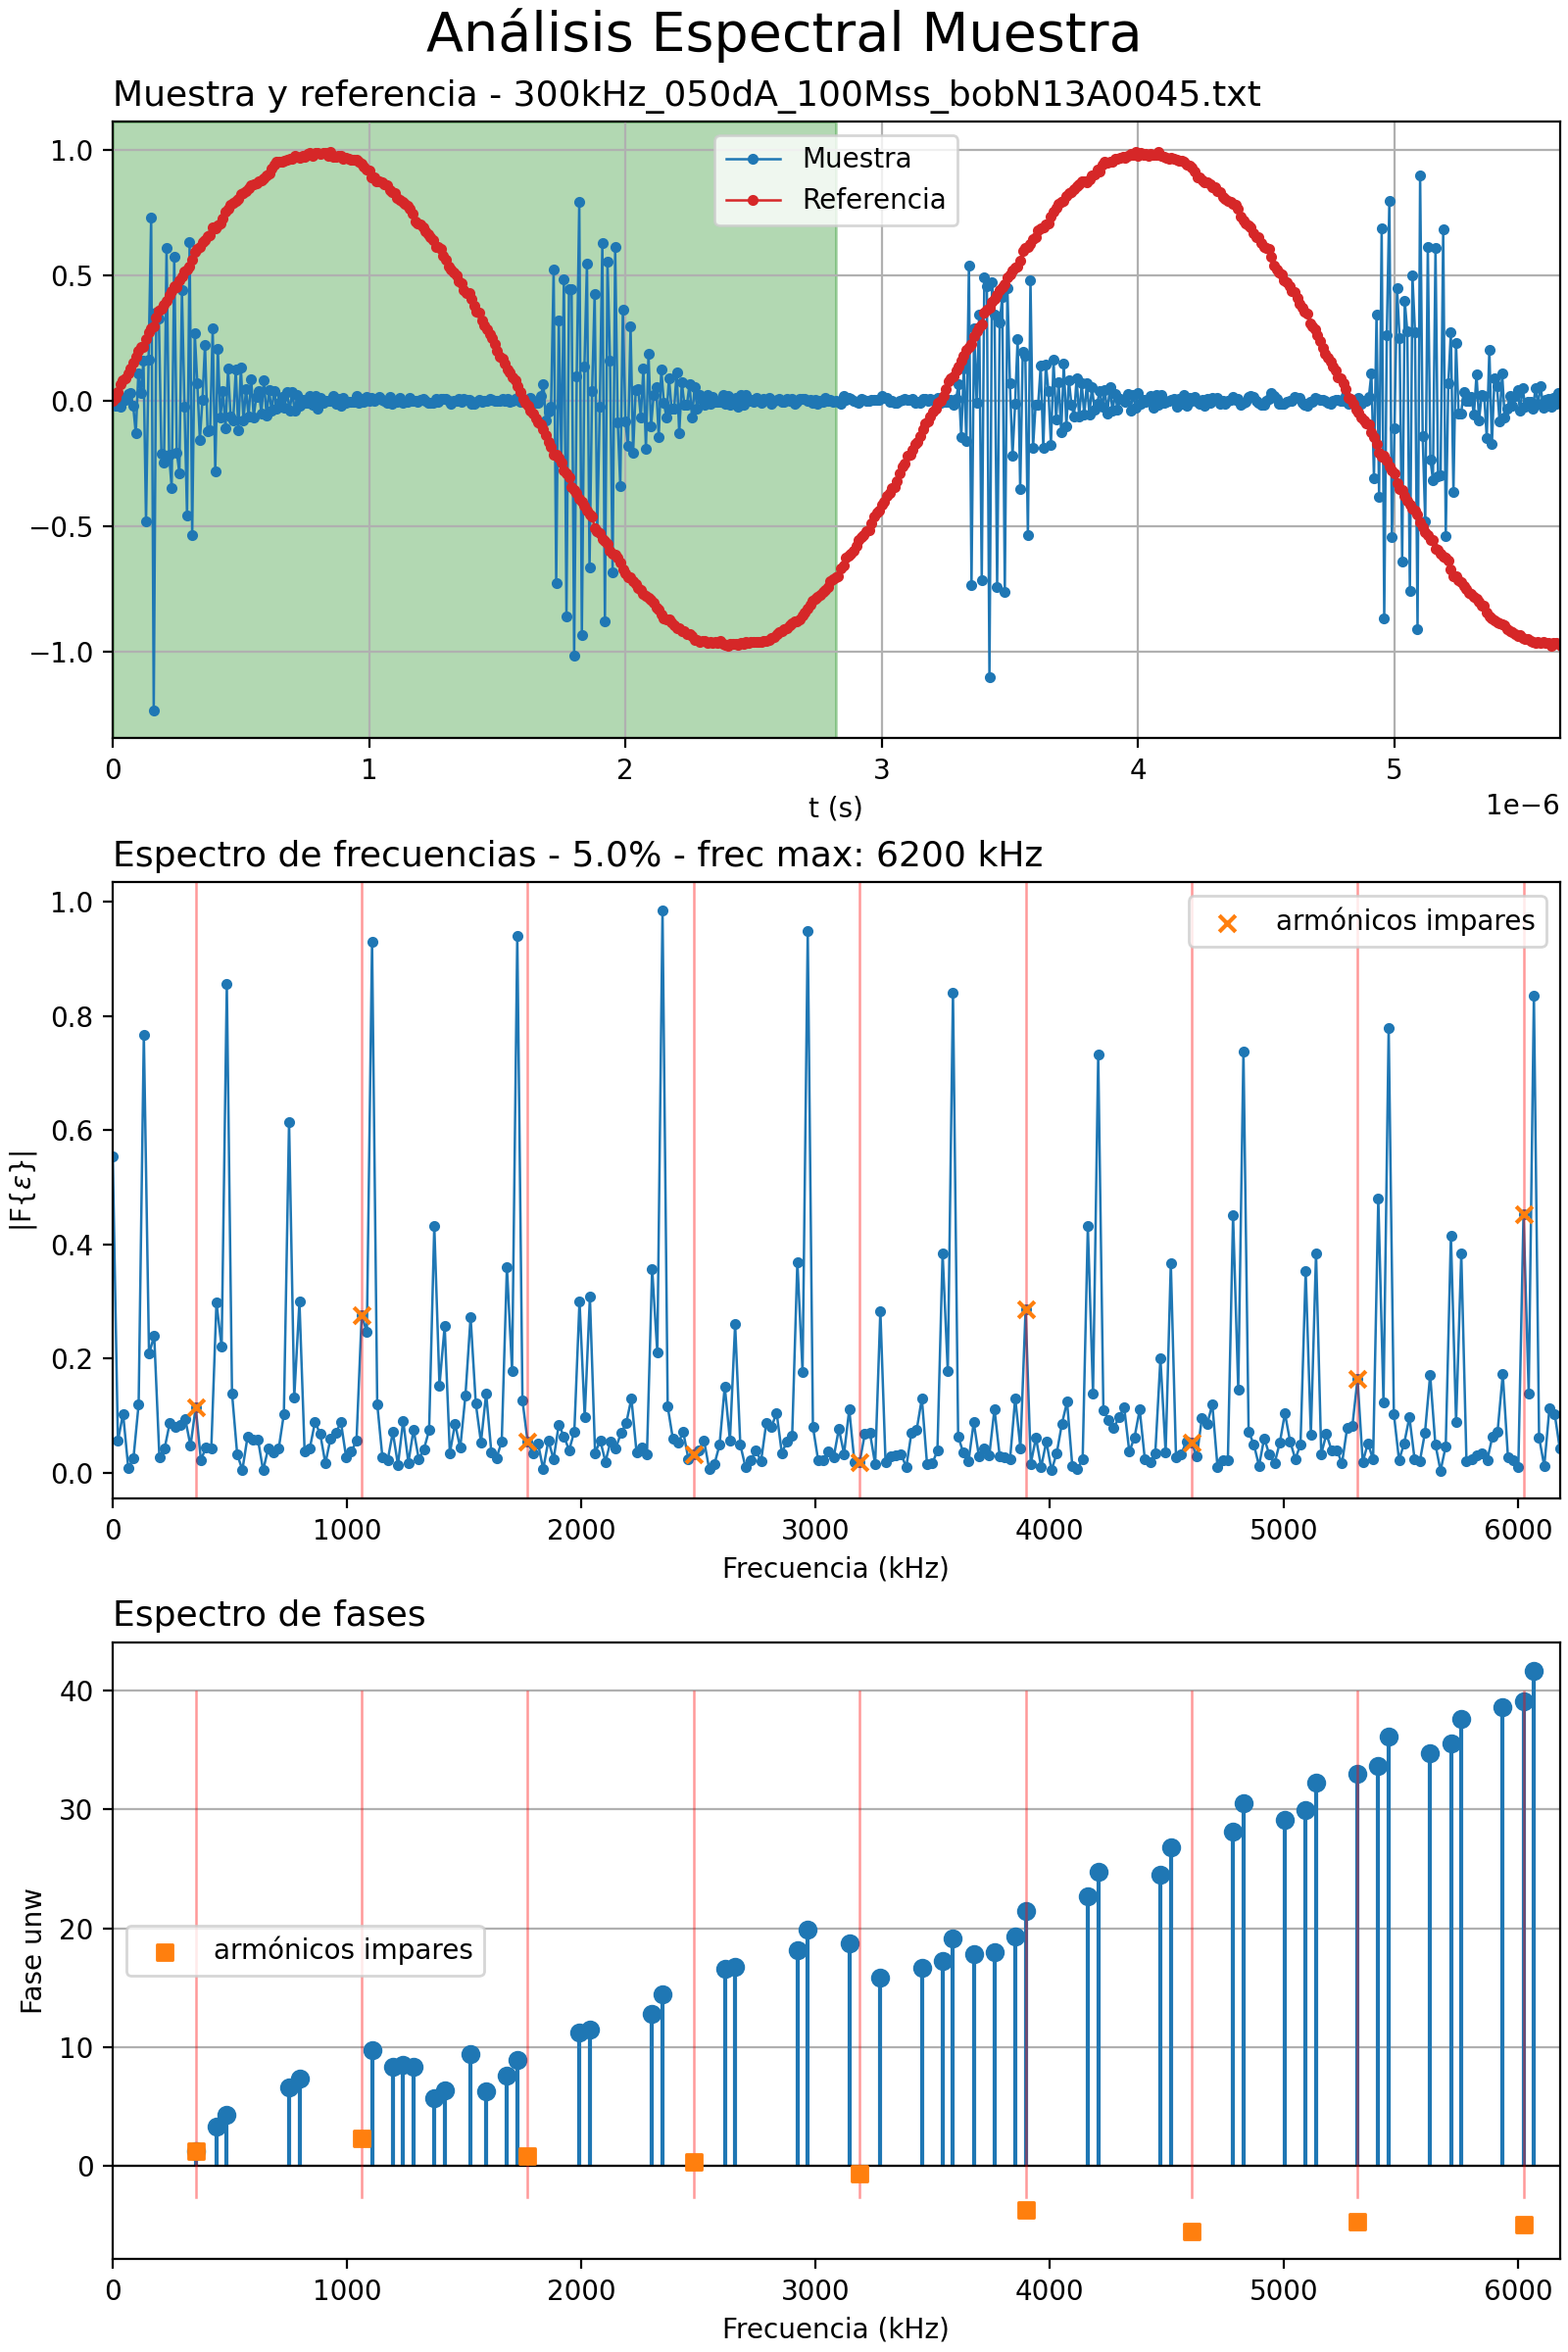 Análisis Espectral Muestra
Muestra y referencia - 300kHz_050dA_100Mss_bobN13A0045.txt
1.0
0.5
0.0
−0.5
−1.0
Muestra
Referencia
0 1 2 3 4 5
t (s)
1e−6
Espectro de frecuencias - 5.0% - frec max: 6200 kHz
1.0
0.8
0.6
0.4
0.2
0.0
|F{ε}|
armónicos impares
0 1000 2000 3000 4000 5000 6000
Frecuencia (kHz)
Espectro de fases
40
30
20
10
0
Fase unw
armónicos impares
0 1000 2000 3000 4000 5000 6000
Frecuencia (kHz)